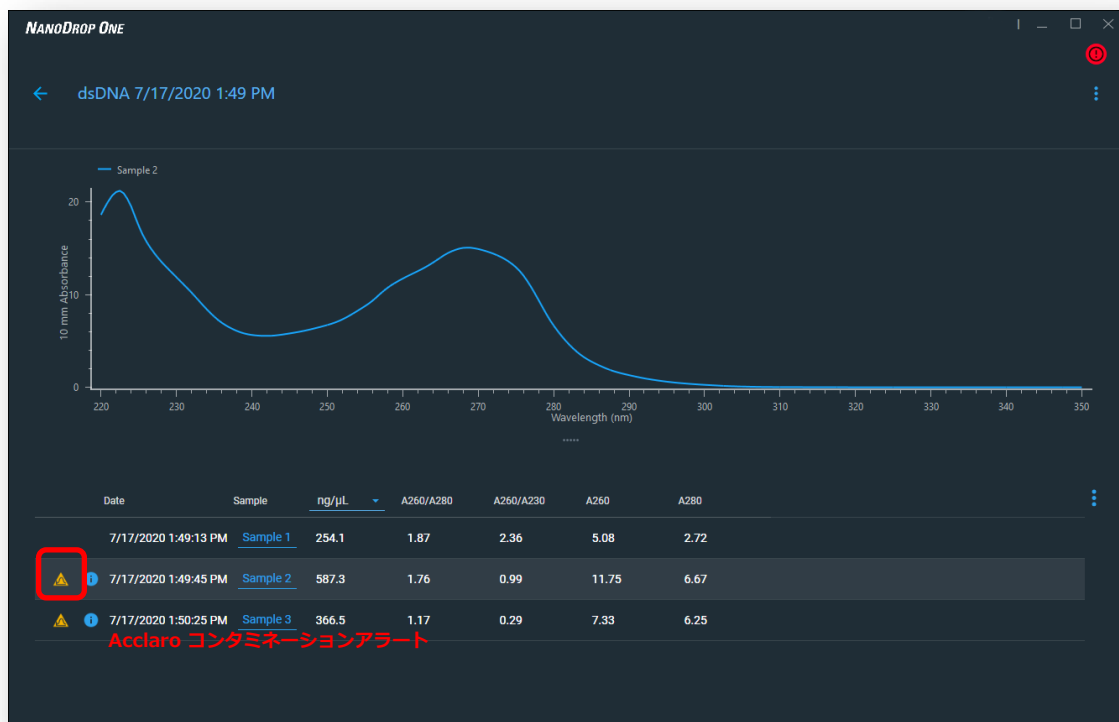 NANODROP ONE
dsDNA 7/17/2020 1:49 PM
Sample 2
20
10
0
10 mm Absorbance
220 230 240 250 260 270 280 290 300 310 320 330 340 350
Wavelength (nm)
Date Sample ng/µL A260/A280 A260/A230 A260 A280
7/17/2020 1:49:13 PM Sample 1 254.1 1.87 2.36 5.08 2.72
7/17/2020 1:49:45 PM Sample 2 587.3 1.76 0.99 11.75 6.67
7/17/2020 1:50:25 PM Sample 3 366.5 1.17 0.29 7.33 6.25
Acclaro コンタミネーションアラート